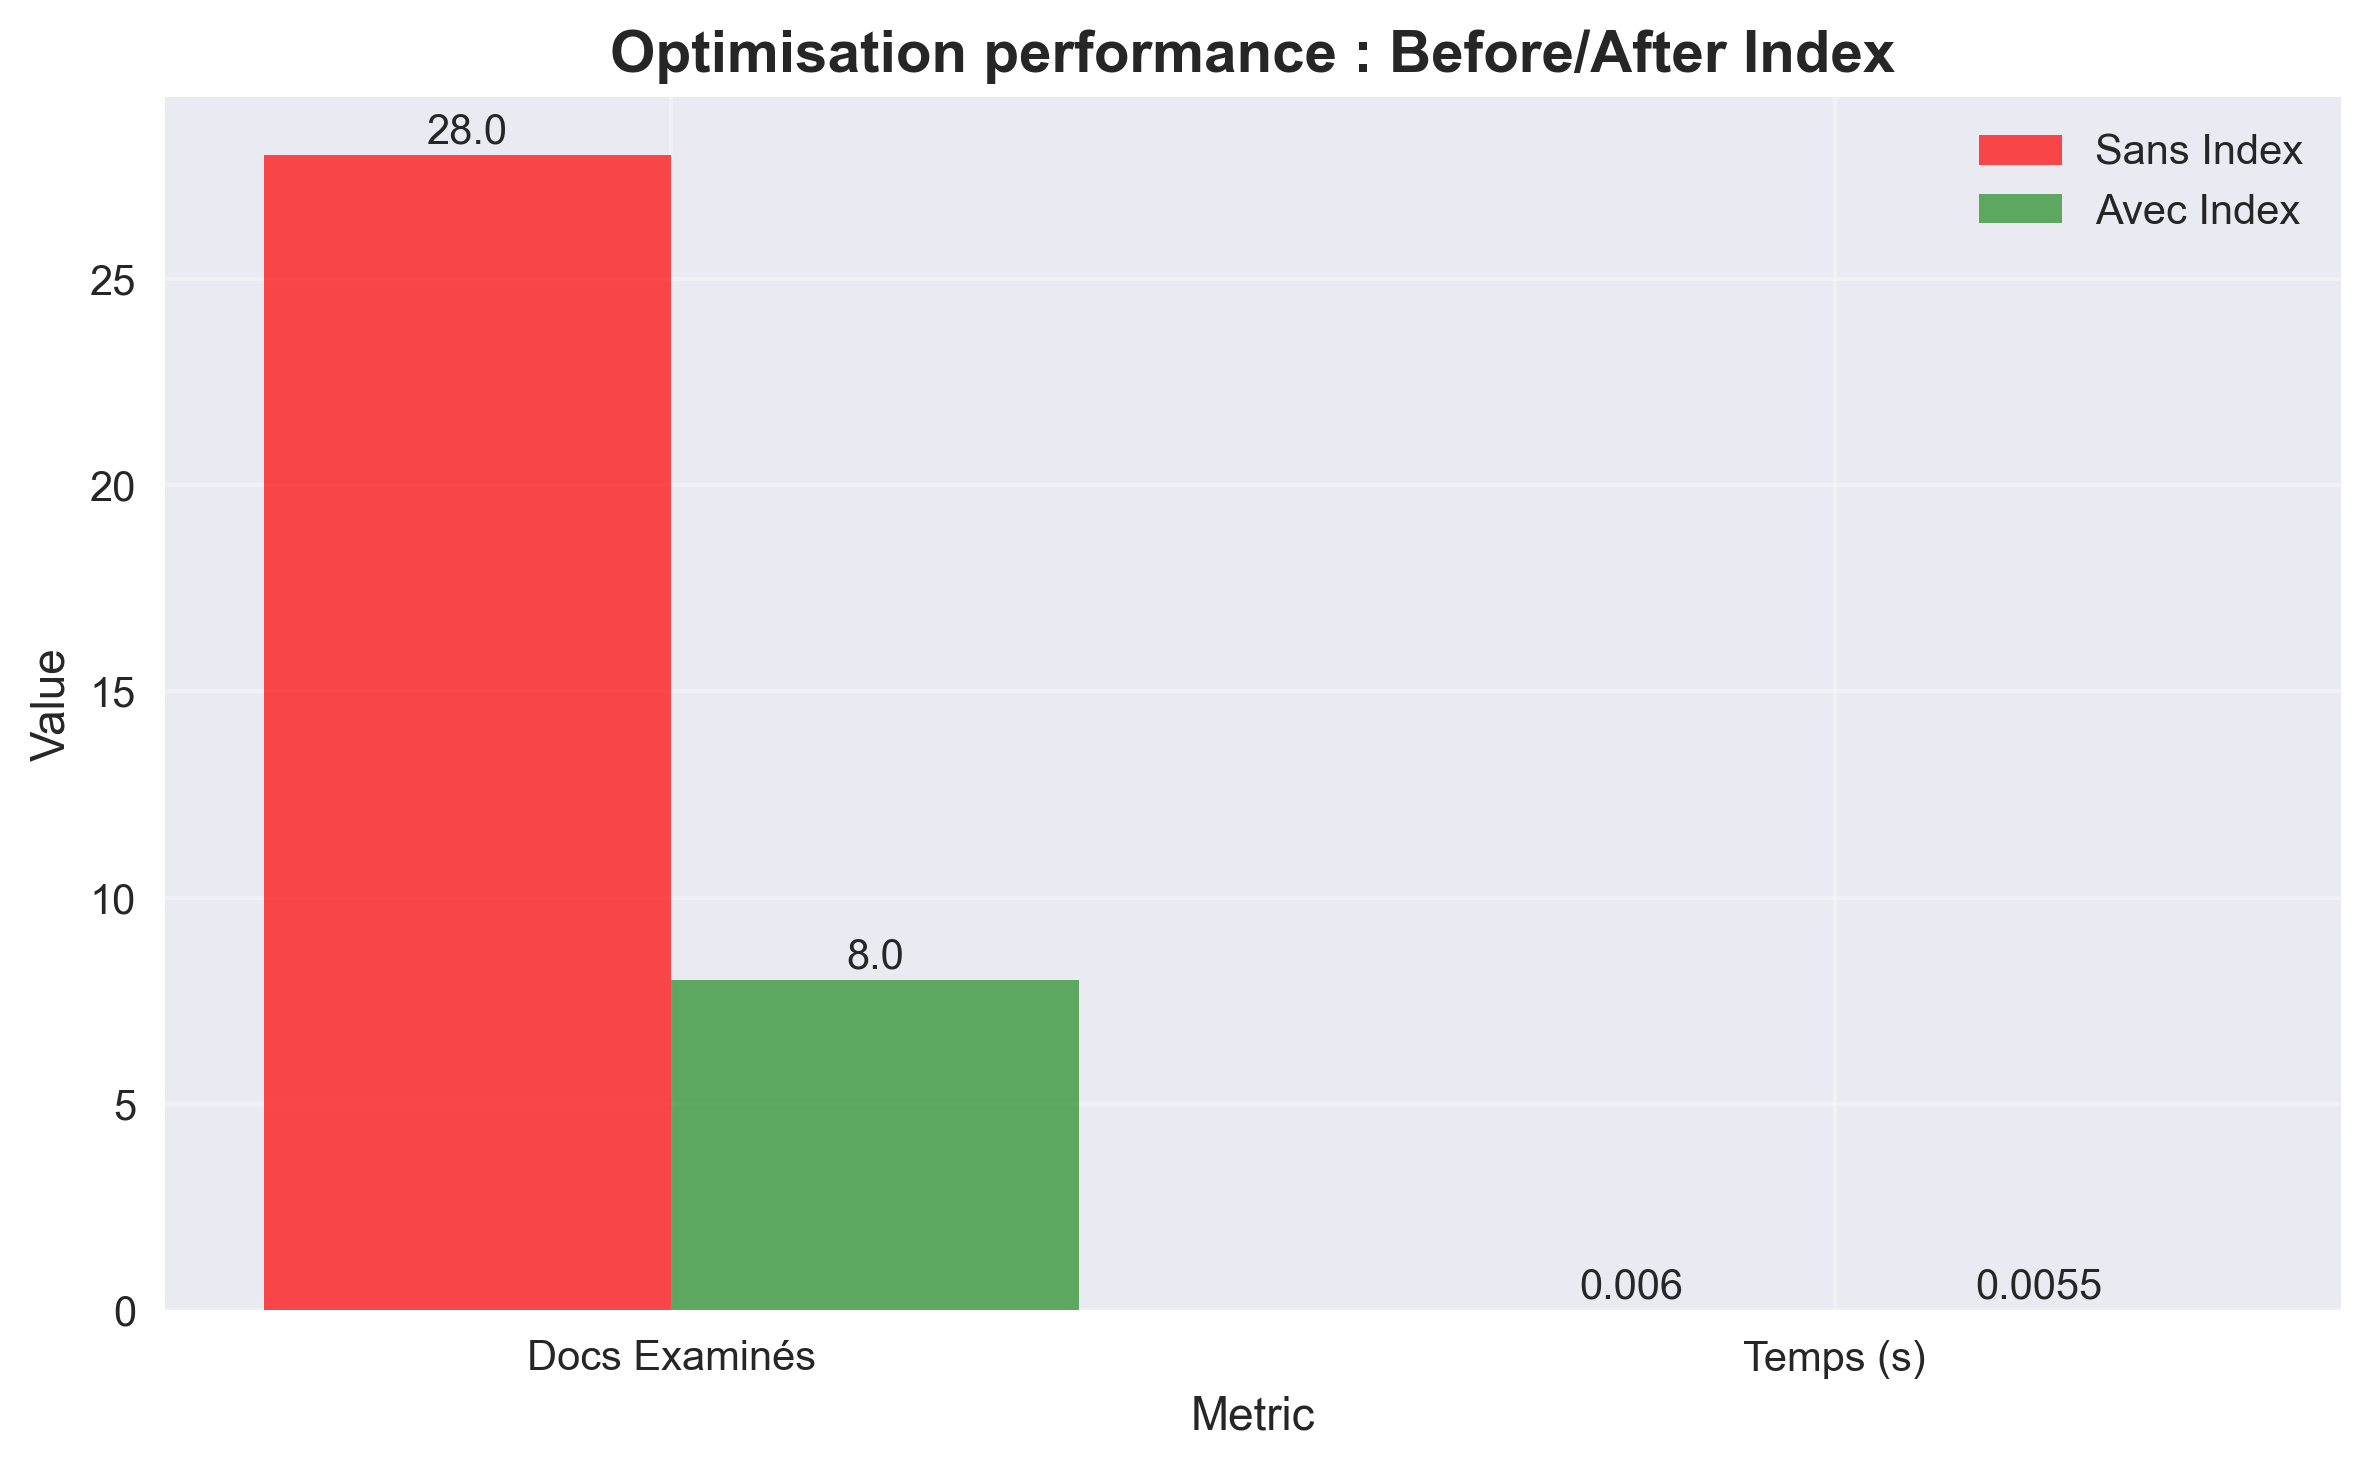 Optimisation performance : Before/After Index
28.0
Sans Index
Avec Index
25
20
Value
15
10
8.0
5
0.006
0.0055
0
Docs Examinés
Temps (s)
Metric